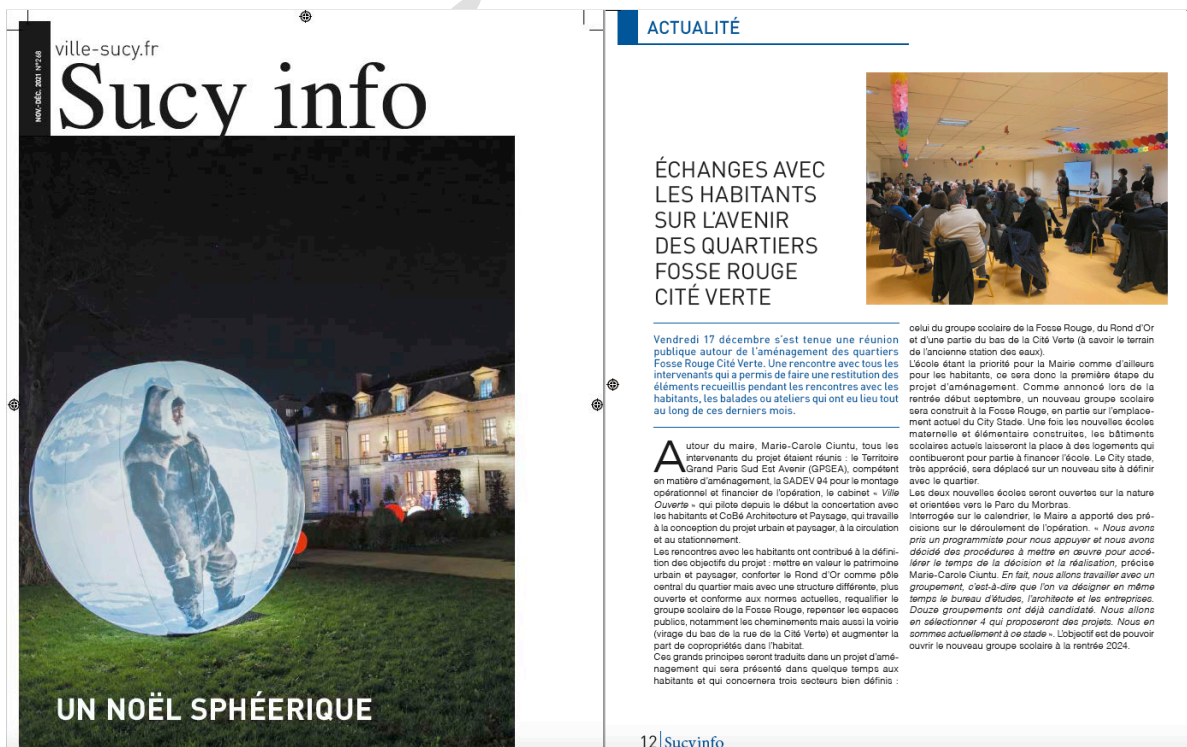 NOV.-DÉC. 2021 N°268
ville-sucy.fr
Sucy info
UN NOËL SPHÉERIQUE
ACTUALITÉ
ÉCHANGES AVEC
LES HABITANTS
SUR L'AVENIR
DES QUARTIERS
FOSSE ROUGE
CITÉ VERTE
Vendredi 17 décembre s'est tenue une réunion
publique autour de l'aménagement des quartiers
Fosse Rouge Cité Verte. Une rencontre avec tous les
intervenants qui a permis de faire une restitution des
éléments recueillis pendant les rencontres avec les
habitants, les balades ou ateliers qui ont eu lieu tout
au long de ces derniers mois.
Autour du maire, Marie-Carole Ciuntu, tous les
intervenants du projet étaient réunis : le Territoire
Grand Paris Sud Est Avenir (GPSEA), compétent
en matière d'aménagement, la SADEV 94 pour le montage
opérationnel et financier de l'opération, le cabinet « Ville
Ouverte » qui pilote depuis le début la concertation avec
les habitants et CoBé Architecture et Paysage, qui travaille
à la conception du projet urbain et paysager, à la circulation
et au stationnement.
Les rencontres avec les habitants ont contribué à la défini-
tion des objectifs du projet : mettre en valeur le patrimoine
urbain et paysager, conforter le Rond d'Or comme pôle
central du quartier mais avec une structure différente, plus
ouverte et conforme aux normes actuelles, requalifier le
groupe scolaire de la Fosse Rouge, repenser les espaces
publics, notamment les cheminements mais aussi la voirie
(virage du bas de la rue de la Cité Verte) et augmenter la
part de copropriétés dans l'habitat.
Ces grands principes seront traduits dans un projet d'amé-
nagement qui sera présenté dans quelque temps aux
habitants et qui concernera trois secteurs bien définis :
celui du groupe scolaire de la Fosse Rouge, du Rond d'Or
et d'une partie du bas de la Cité Verte (à savoir le terrain
de l'ancienne station des eaux).
L'école étant la priorité pour la Mairie comme d'ailleurs
pour les habitants, ce sera donc la première étape du
projet d'aménagement. Comme annoncé lors de la
rentrée début septembre, un nouveau groupe scolaire
sera construit à la Fosse Rouge, en partie sur l'emplace-
ment actuel du City Stade. Une fois les nouvelles écoles
maternelle et élémentaire construites, les bâtiments
scolaires actuels laisseront la place à des logements qui
contibueront pour partie à financer l'école. Le City stade,
très apprécié, sera déplacé sur un nouveau site à définir
avec le quartier.
Les deux nouvelles écoles seront ouvertes sur la nature
et orientées vers le Parc du Morbras.
Interrogée sur le calendrier, le Maire a apporté des pré-
cisions sur le déroulement de l'opération. « Nous avons
pris un programmiste pour nous appuyer et nous avons
décidé des procédures à mettre en œuvre pour accé-
lérer le temps de la décision et la réalisation, précise
Marie-Carole Ciuntu. En fait, nous allons travailler avec un
groupement, c'est-à-dire que l'on va désigner en même
temps le bureau d'études, l'architecte et les entreprises.
Douze groupements ont déjà candidaté. Nous allons
en sélectionner 4 qui proposeront des projets. Nous en
sommes actuellement à ce stade ». L'objectif est de pouvoir
ouvrir le nouveau groupe scolaire à la rentrée 2024.
12 Sucyinfo